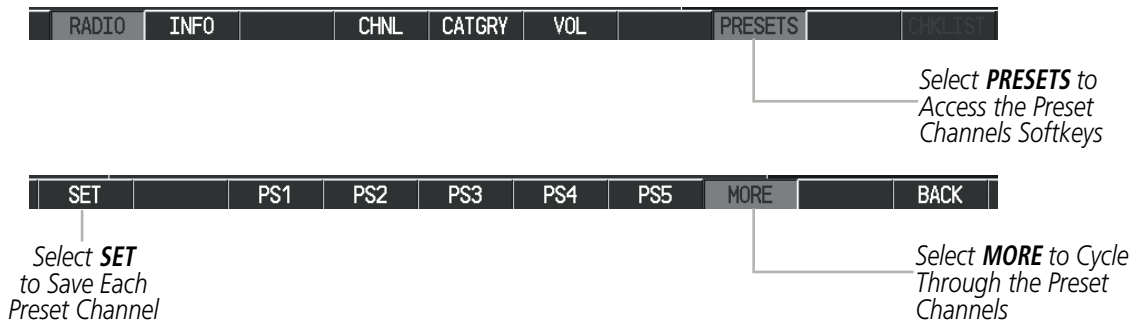 RADIO INFO CHNL CATGRY VOL PRESETS CHKLIST
Select PRESETS to
Access the Preset
Channels Softkeys
SET PS1 PS2 PS3 PS4 PS5 MORE BACK
Select SET
to Save Each
Preset Channel
Select MORE to Cycle
Through the Preset
Channels